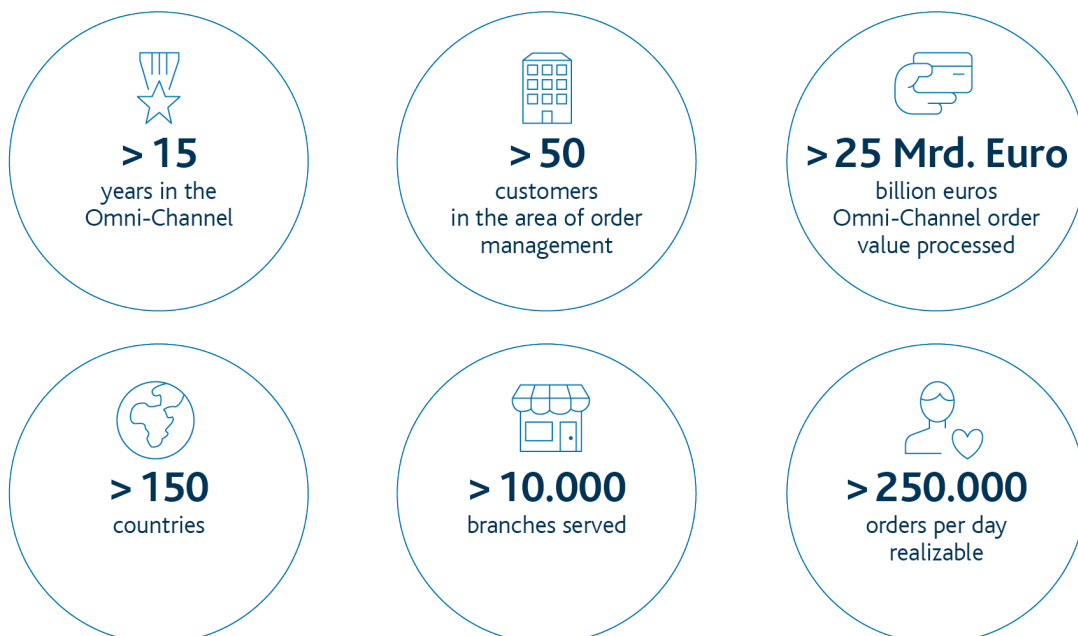 > 15
years in the
Omni-Channel
> 50
customers
in the area of order
management
> 25 Mrd. Euro
billion euros
Omni-Channel order
value processed
> 150
countries
> 10.000
branches served
> 250.000
orders per day
realizable